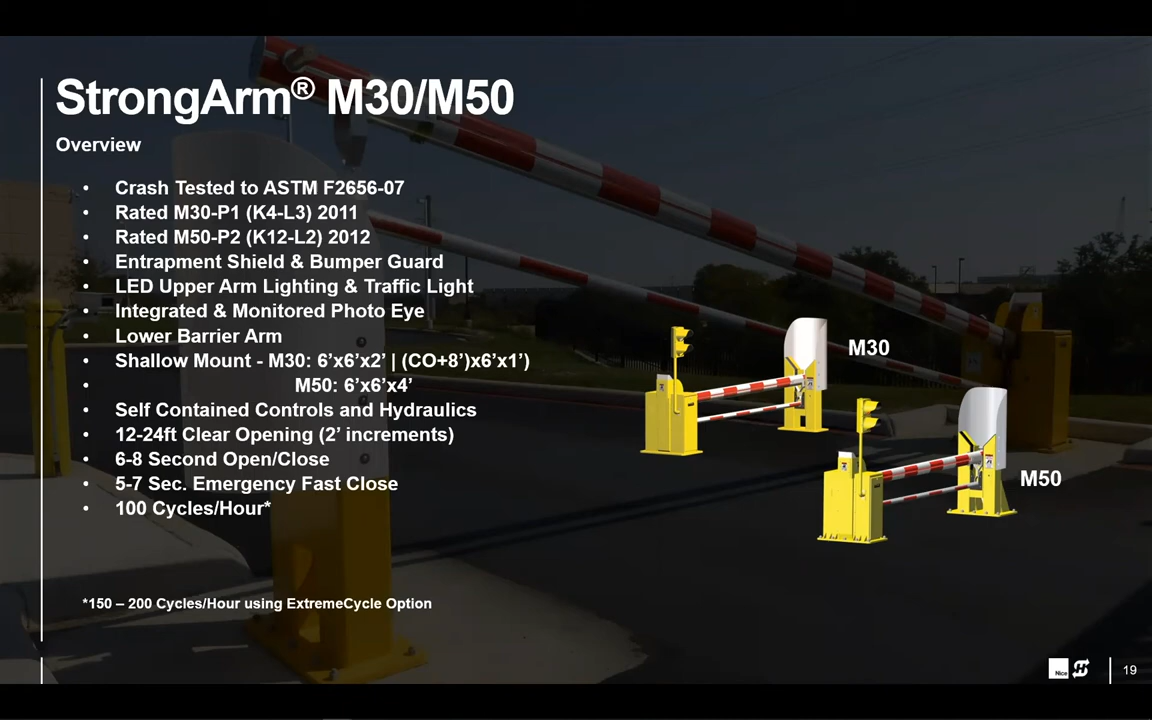 StrongArm® M30/M50
Overview
• Crash Tested to ASTM F2656-07
• Rated M30-P1 (K4-L3) 2011
• Rated M50-P2 (K12-L2) 2012
• Entrapment Shield & Bumper Guard
• LED Upper Arm Lighting & Traffic Light
• Integrated & Monitored Photo Eye
• Lower Barrier Arm
• Shallow Mount - M30: 6’x6’x2’ | (CO+8’)x6’x1’)
• M50: 6’x6’x4’
• Self Contained Controls and Hydraulics
• 12-24ft Clear Opening (2’ increments)
• 6-8 Second Open/Close
• 5-7 Sec. Emergency Fast Close
• 100 Cycles/Hour*
*150 – 200 Cycles/Hour using ExtremeCycle Option
M30
M50
Nice
19